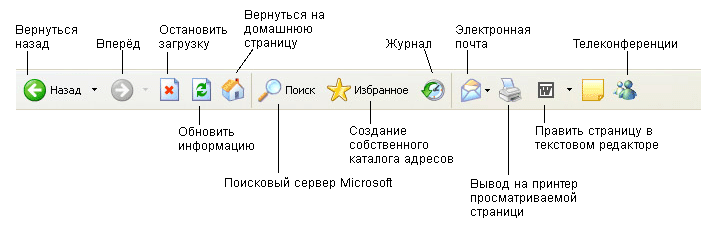 Вернуться
назад
Вперёд
Остановить
загрузку
Вернуться на
домашнюю
страницу
Журнал
Электронная
почта
Телеконференции
Назад
Поиск
Избранное
W
Обновить
информацию
Поисковый сервер Microsoft
Создание
собственного
каталога адресов
Вывод на принтер
просматриваемой
страници
Править страницу в
текстовом редакторе